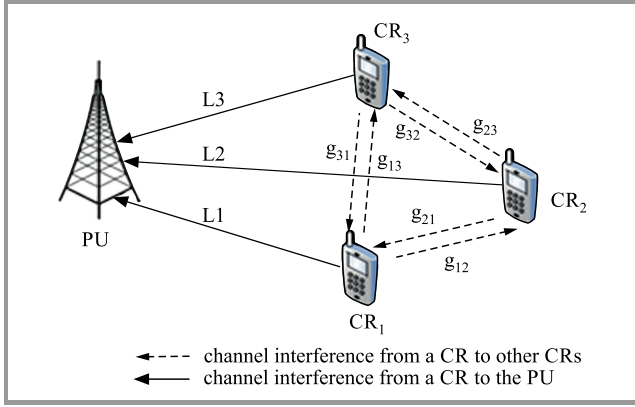 CR₃
L3
g₂₃
g₃₂
g₃₁
g₁₃
L2
CR₂
L1
g₂₁
g₁₂
PU
CR₁
channel interference from a CR to other CRs
channel interference from a CR to the PU